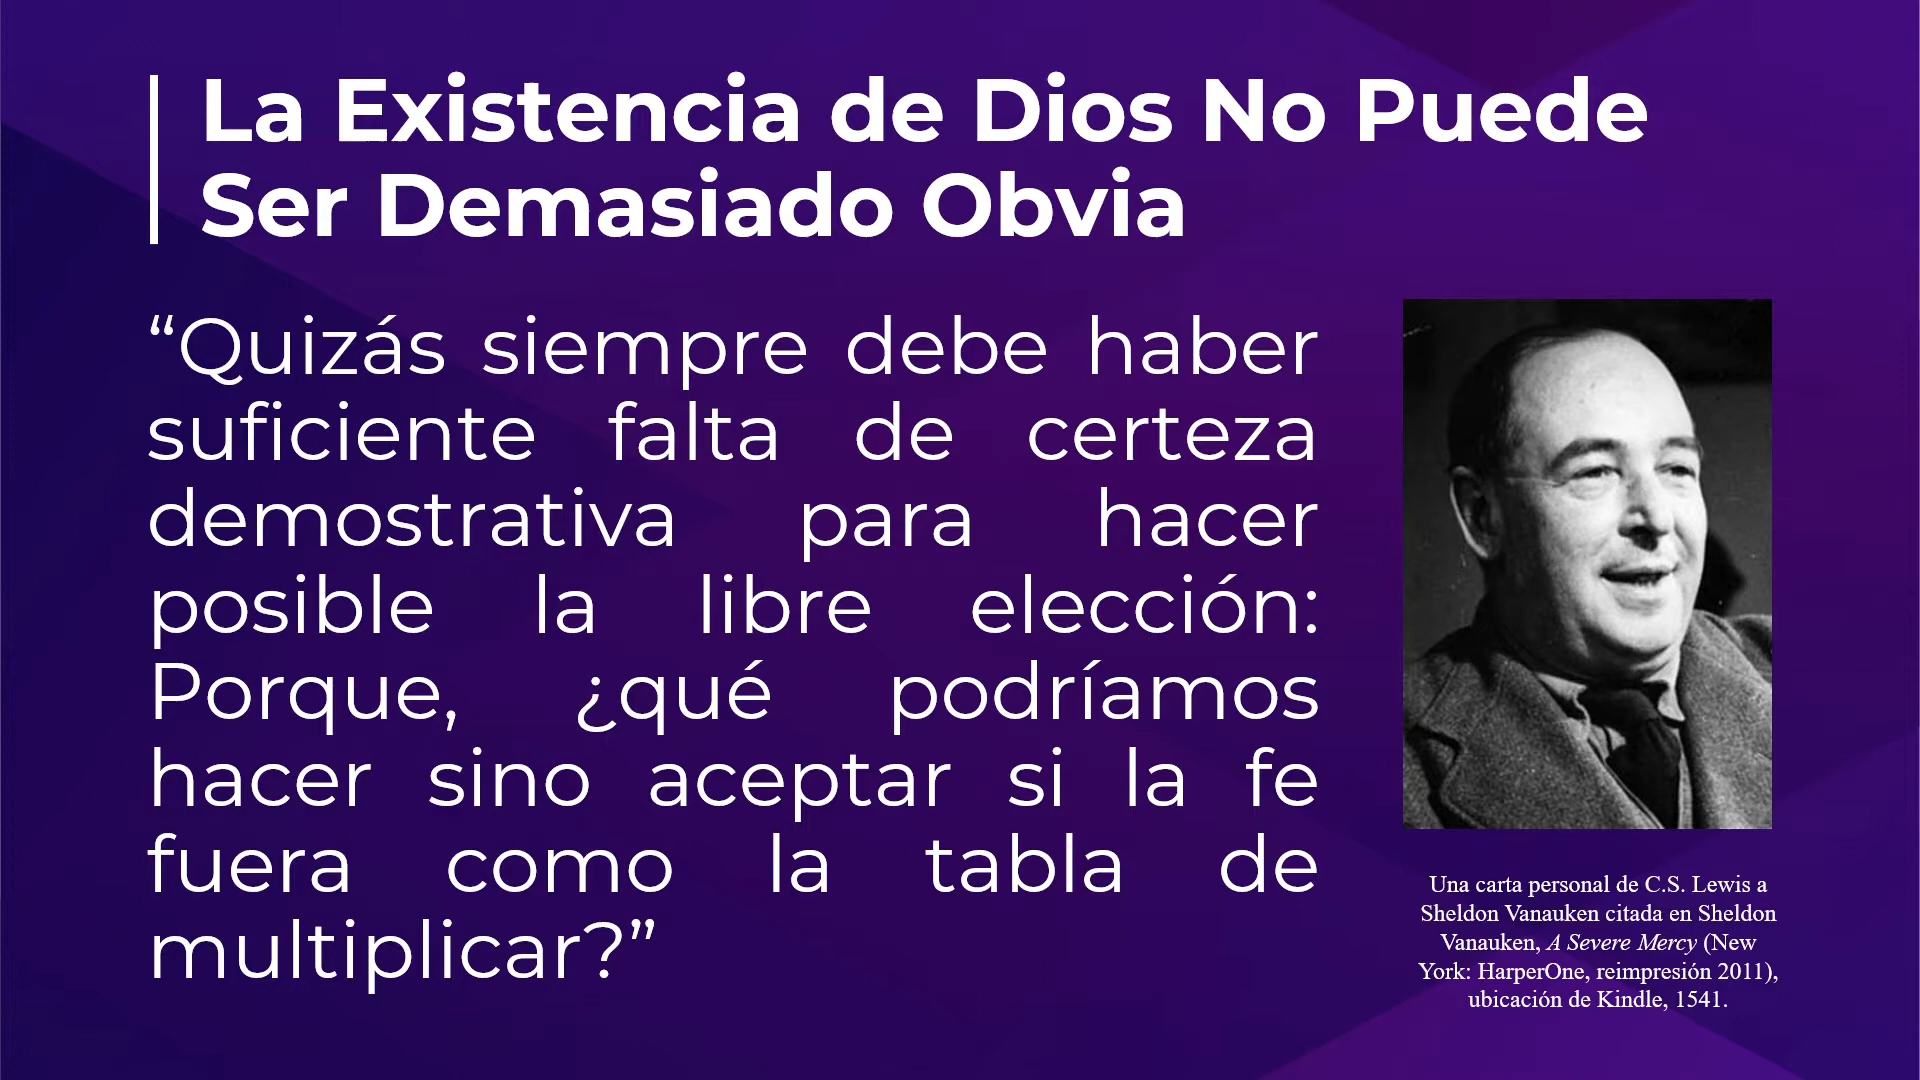 La Existencia de Dios No Puede
Ser Demasiado Obvia
“Quizás siempre debe haber
suficiente falta de certeza
demostrativa para hacer
posible la libre elección:
Porque, ¿qué podríamos
hacer sino aceptar si la fe
fuera como la tabla de
multiplicar?”
Una carta personal de C.S. Lewis a
Sheldon Vanauken citada en Sheldon
Vanauken, A Severe Mercy (New
York: HarperOne, reimpresión 2011),
ubicación de Kindle, 1541.